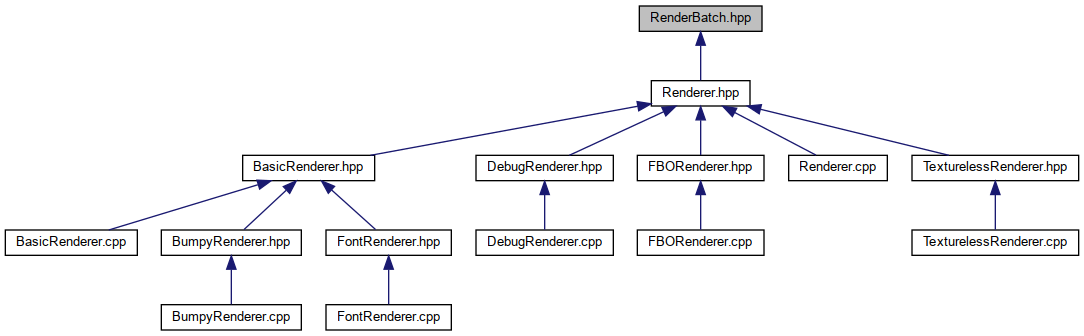 RenderBatch.hpp
Renderer.hpp
BasicRenderer.hpp
DebugRenderer.hpp
FBORenderer.hpp
Renderer.cpp
TexturelessRenderer.hpp
BasicRenderer.cpp
BumpyRenderer.hpp
FontRenderer.hpp
DebugRenderer.cpp
FBORenderer.cpp
TexturelessRenderer.cpp
BumpyRenderer.cpp
FontRenderer.cpp